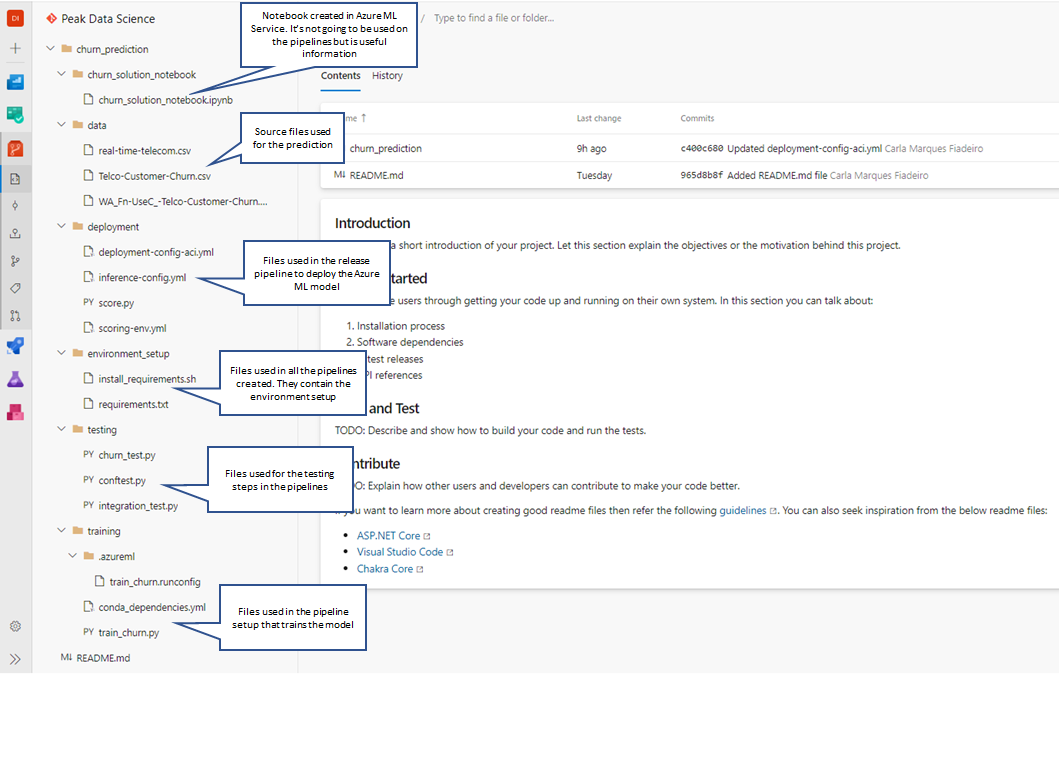 DI
Peak Data Science
churn_prediction
churn_solution_notebook
churn_solution_notebook.ipynb
data
real-time-telecom.csv
Telco-Customer-Churn.csv
WA_Fn-UseC_-Telco-Customer-Churn....
deployment
deployment-config-aci.yml
inference-config.yml
PY score.py
scoring-env.yml
environment_setup
install_requirements.sh
requirements.txt
testing
PY churn_test.py
PY conftest.py
PY integration_test.py
training
.azureml
train_churn.runconfig
conda_dependencies.yml
PY train_churn.py
M↓ README.md
Notebook created in Azure ML
Service. It's not going to be used on
the pipelines but is useful
information
Source files used
for the prediction
Files used in the release
pipeline to deploy the Azure
ML model
Files used in all the pipelines
created. They contain the
environment setup
Files used for the testing
steps in the pipelines
Files used in the pipeline
setup that trains the model
/ Type to find a file or folder...
Contents History
↑ Last change Commits
churn_prediction 9h ago c400c680 Updated deployment-config-aci.yml Carla Marques Fiadeiro
M↓ README.md Tuesday 965d8b8f Added README.md file Carla Marques Fiadeiro
Introduction
a short introduction of your project. Let this section explain the objectives or the motivation behind this project.
users through getting your code up and running on their own system. In this section you can talk about:
1. Installation process
2. Software dependencies
releases
references
and Test
TODO: Describe and show how to build your code and run the tests.
Explain how other users and developers can contribute to make your code better.
you want to learn more about creating good readme files then refer the following guidelines. You can also seek inspiration from the below readme files:
• ASP.NET Core
• Visual Studio Code
• Chakra Core